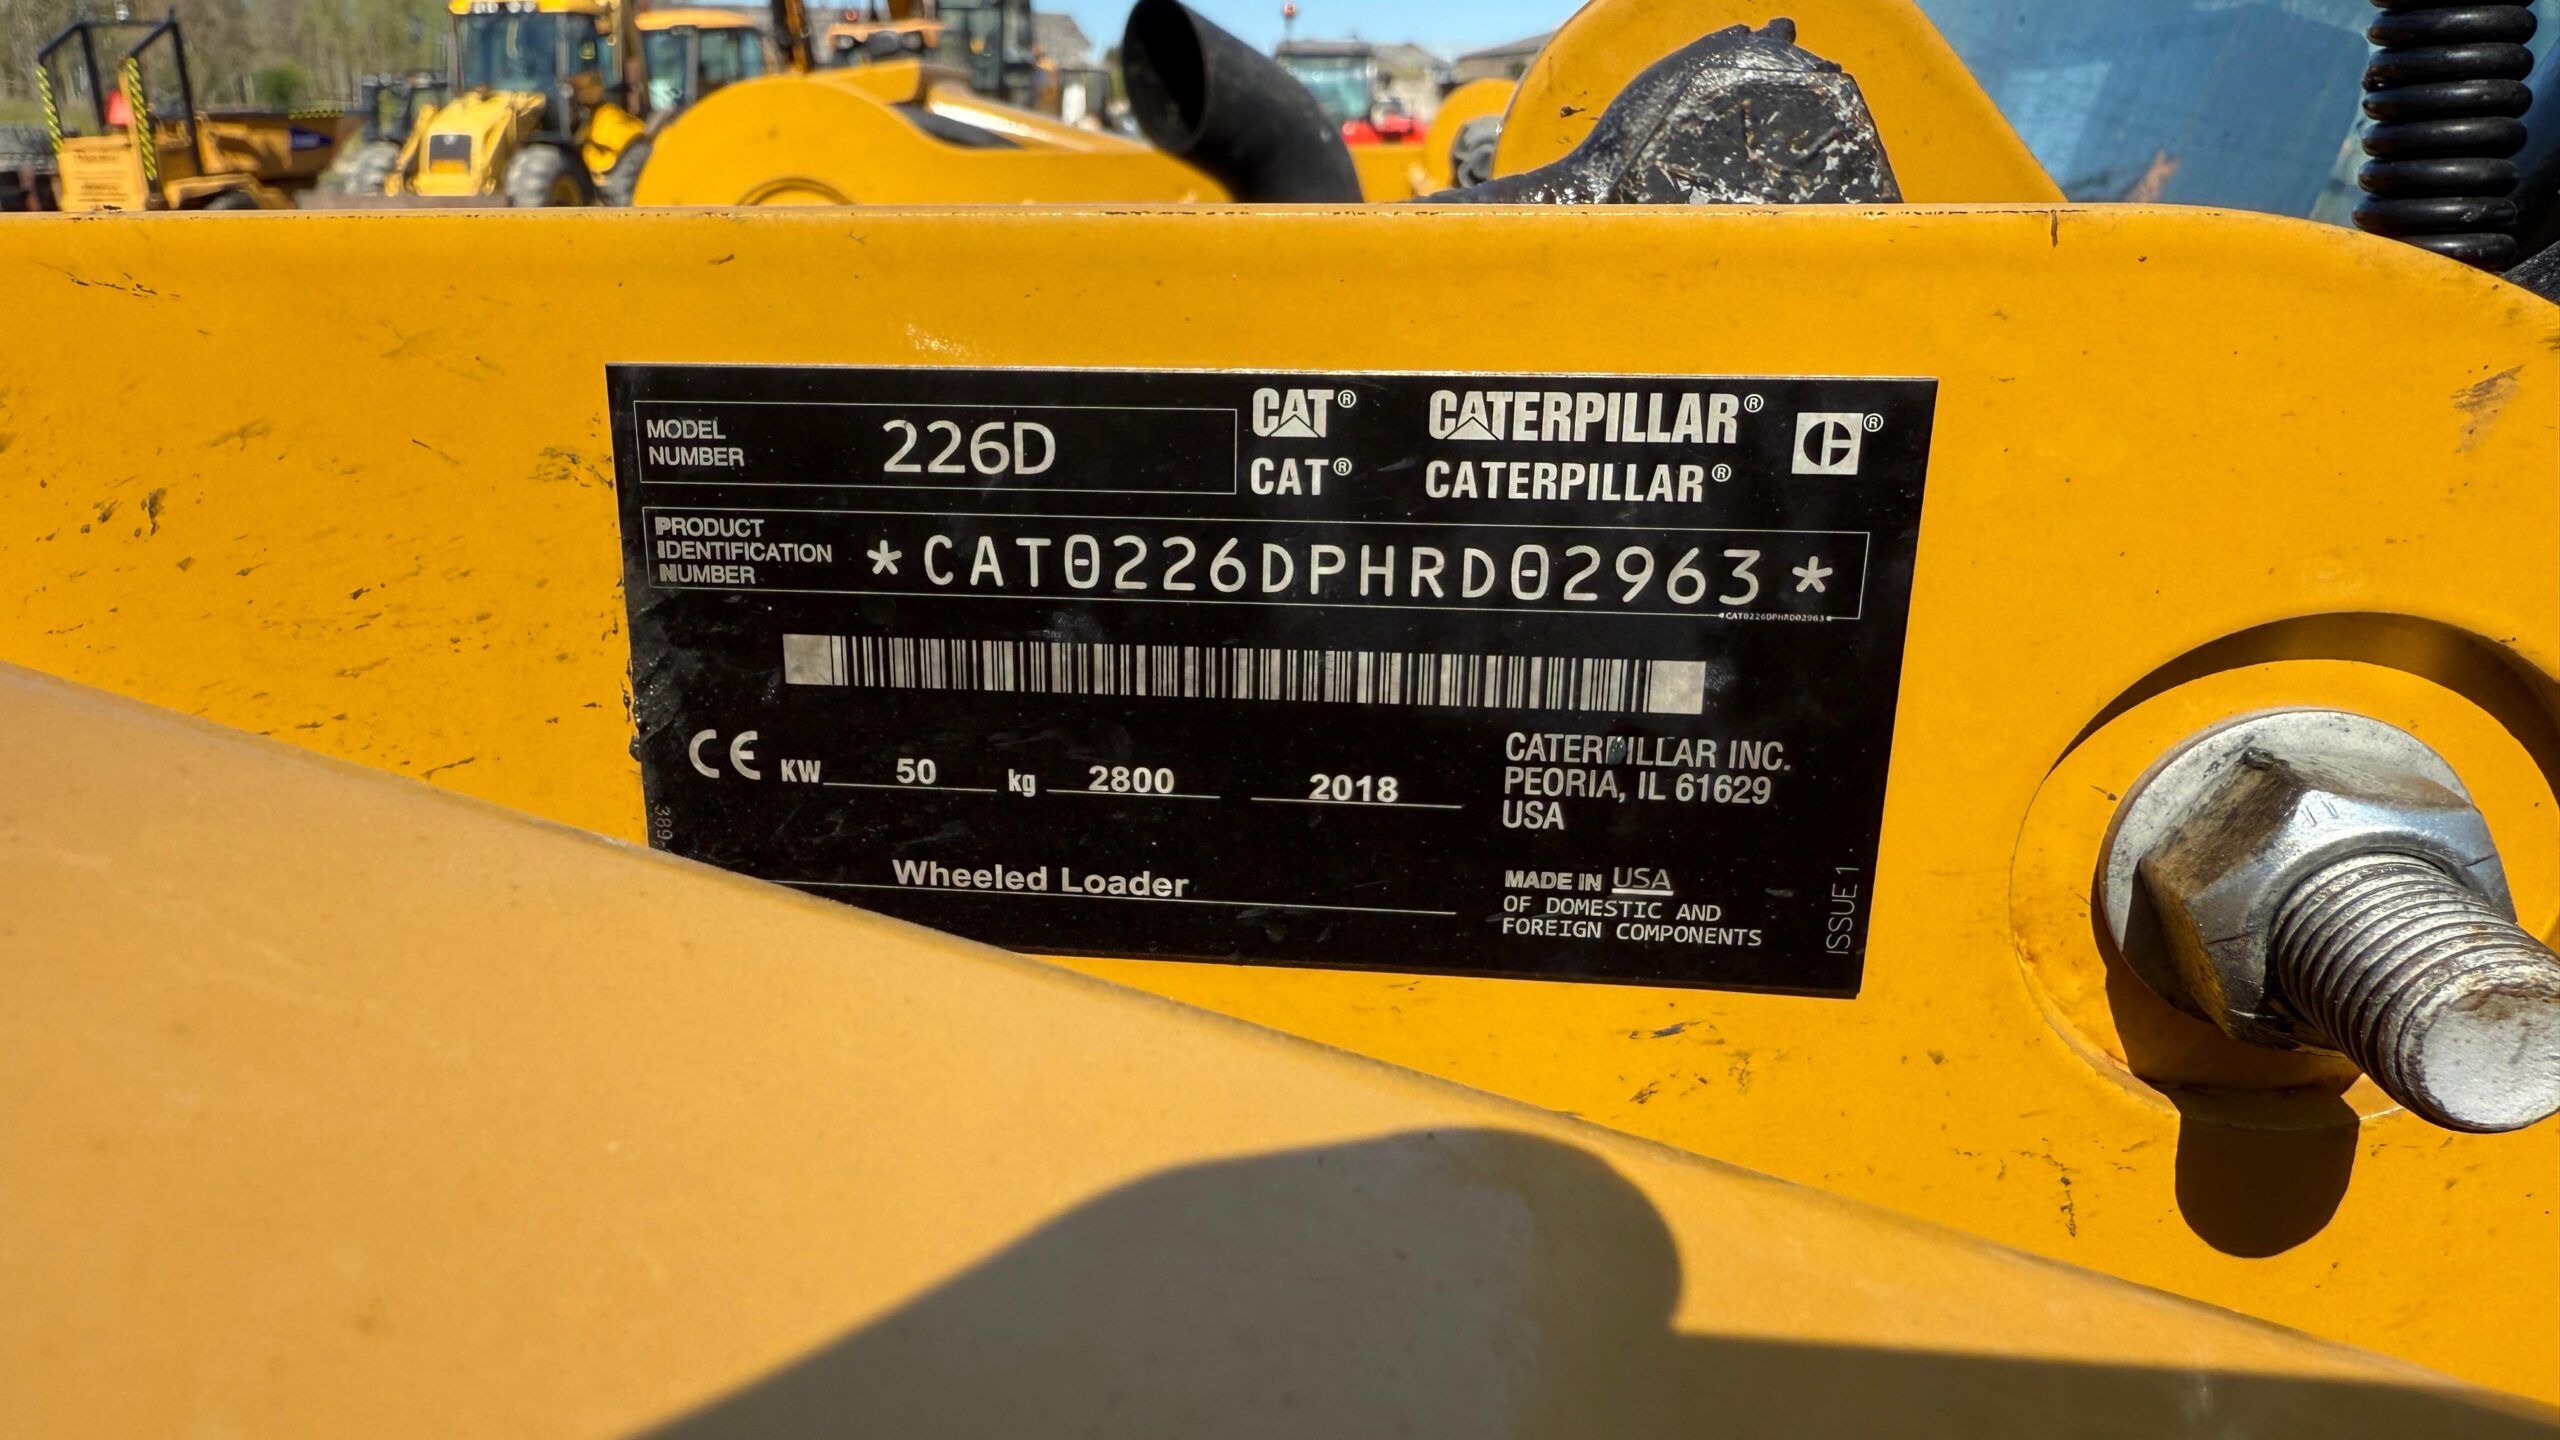 MODEL
NUMBER
226D
CAT® CATERPILLAR®
CAT® CATERPILLAR®
PRODUCT
IDENTIFICATION
NUMBER
*CAT0226DPHRD02963*
*CAT0226DPHRD02963*
CE KW 50 kg 2800 2018
CATERPILLAR INC.
PEORIA, IL 61629
USA
Wheeled Loader
MADE IN USA
OF DOMESTIC AND
FOREIGN COMPONENTS
ISSUE 1